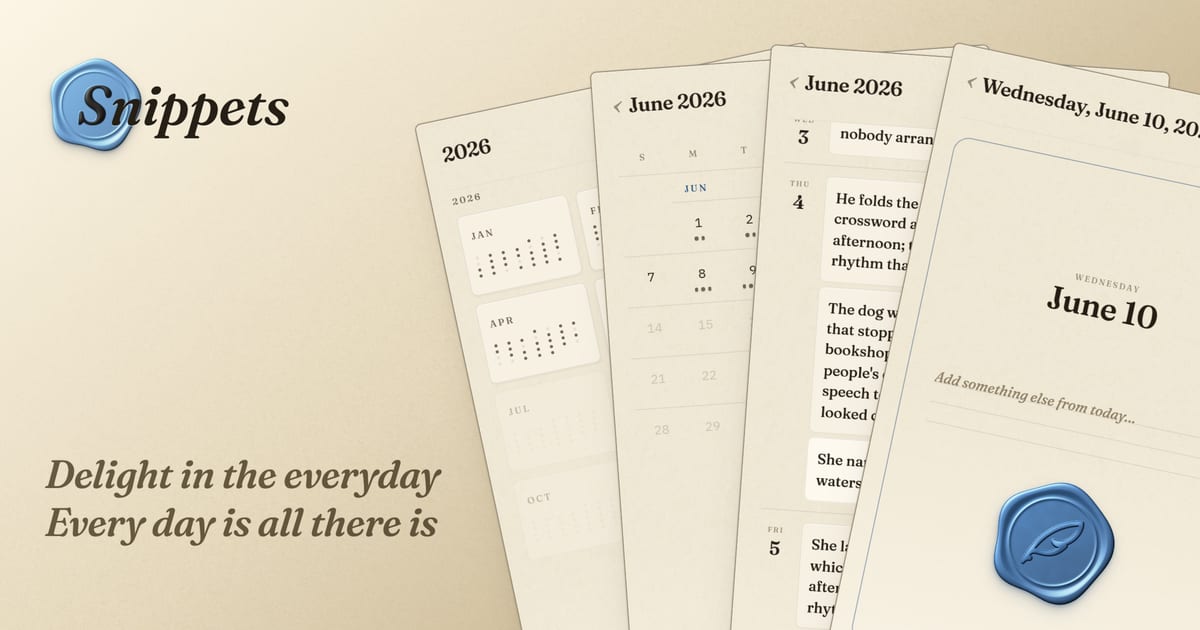 Snippets
Delight in the everyday
Every day is all there is
2026
2026
JAN
APR
JUL
OCT
June 2026
S M T
JUN
1 2
7 8 9
14 15
21 22
28 29
June 2026
3
nobody arran
THU
4
He folds the
crossword a
afternoon;
rhythm tha
The dog w
that stopp
bookshop
people's
speech t
looked
She na
waters
FRI
5
She la
whic
after
rhyt
Wednesday, June 10, 20
WEDNESDAY
June 10
Add something else from today...